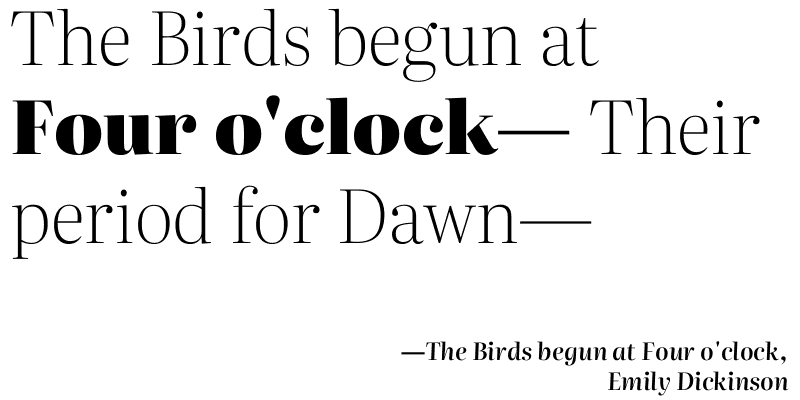 The Birds begun at
Four o'clock— Their
period for Dawn—
—The Birds begun at Four o'clock,
Emily Dickinson